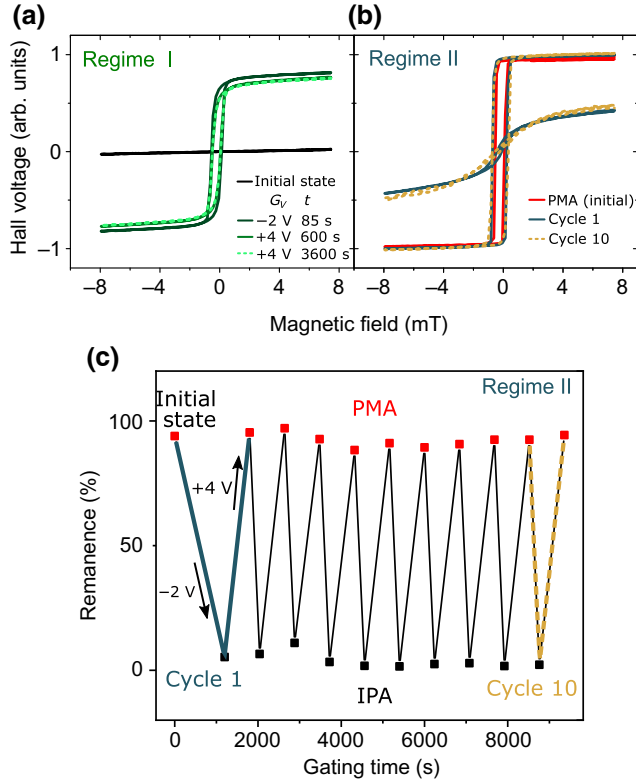 (a)
(b)
Regime I
Regime II
Hall voltage (arb. units)
1
0
−1
Initial state
G_V t
−2 V 85 s
+4 V 600 s
+4 V 3600 s
PMA (initial)
Cycle 1
Cycle 10
−8 −4 0 4 8
−8 −4 0 4 8
Magnetic field (mT)
(c)
Regime II
Initial
state
PMA
100
50
0
Remanence (%)
+4 V
−2 V
Cycle 1
IPA
Cycle 10
0 2000 4000 6000 8000
Gating time (s)